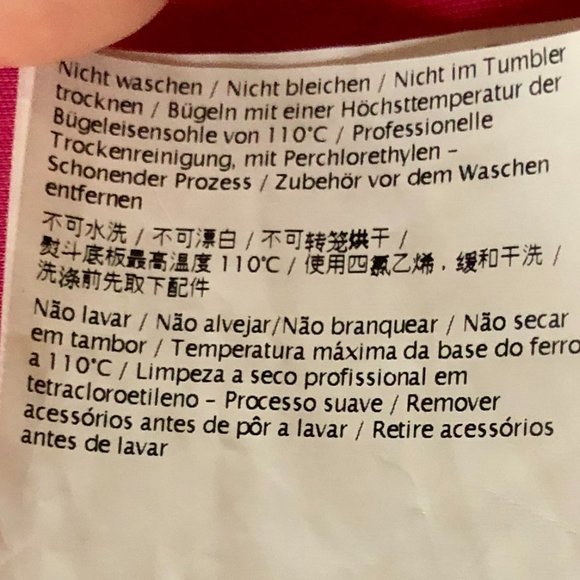 Nicht waschen / Nicht bleichen / Nicht im Tumbler
trocknen / Bügeln mit einer Höchsttemperatur der
Bügeleisensohle von 110°C / Professionelle
Trockenreinigung, mit Perchlorethylen -
Schonender Prozess / Zubehör vor dem Waschen
entfernen
不可水洗 / 不可漂白 / 不可转笼烘干 /
熨斗底板最高温度 110°C / 使用四氯乙烯，缓和干洗 /
洗涤前先取下配件
Não lavar / Não alvejar/Não branquear / Não secar
em tambor / Temperatura máxima da base do ferro
a 110°C / Limpeza a seco profissional em
tetracloroetileno - Processo suave / Remover
acessórios antes de pôr a lavar / Retire acessórios
antes de lavar